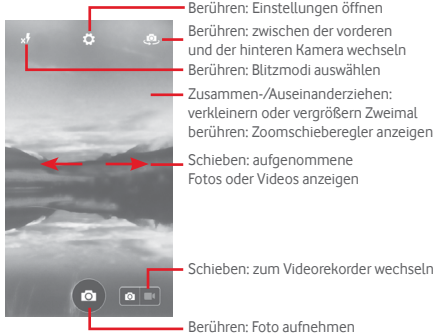 Berühren: Einstellungen öffnen
Berühren: zwischen der vorderen
und der hinteren Kamera wechseln
Berühren: Blitzmodi auswählen
Zusammen-/Auseinanderziehen:
verkleinern oder vergrößern Zweimal
berühren: Zoomschieberegler anzeigen
Schieben: aufgenommene
Fotos oder Videos anzeigen
Schieben: zum Videorekorder wechseln
Berühren: Foto aufnehmen